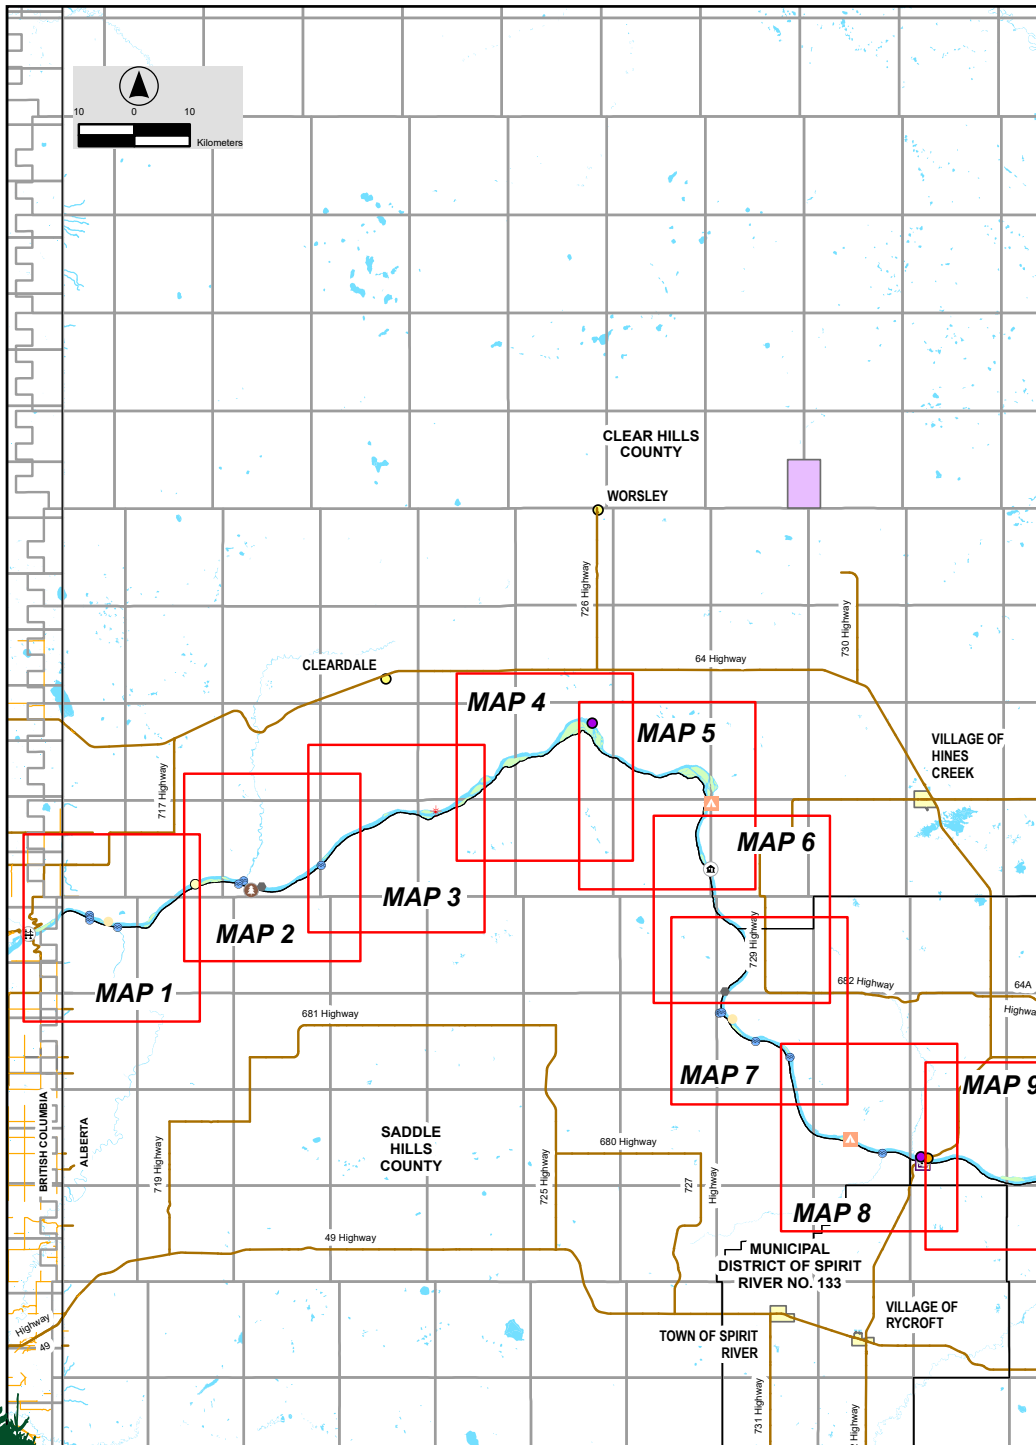 10 0 10
Kilometers
CLEAR HILLS
COUNTY
WORSLEY
726 Highway
730 Highway
CLEARDALE
64 Highway
MAP 4
MAP 5
VILLAGE OF
HINES
CREEK
717 Highway
MAP 6
MAP 3
MAP 2
729 Highway
MAP 1
682 Highway
64A
Highwa
681 Highway
MAP 7
MAP 9
BRITISH COLUMBIA
ALBERTA
SADDLE
HILLS
COUNTY
680 Highway
719 Highway
725 Highway
727
Highway
MAP 8
49 Highway
MUNICIPAL
DISTRICT OF SPIRIT
RIVER NO. 133
VILLAGE OF
RYCROFT
Highway
49
TOWN OF SPIRIT
RIVER
731 Highway
Highway